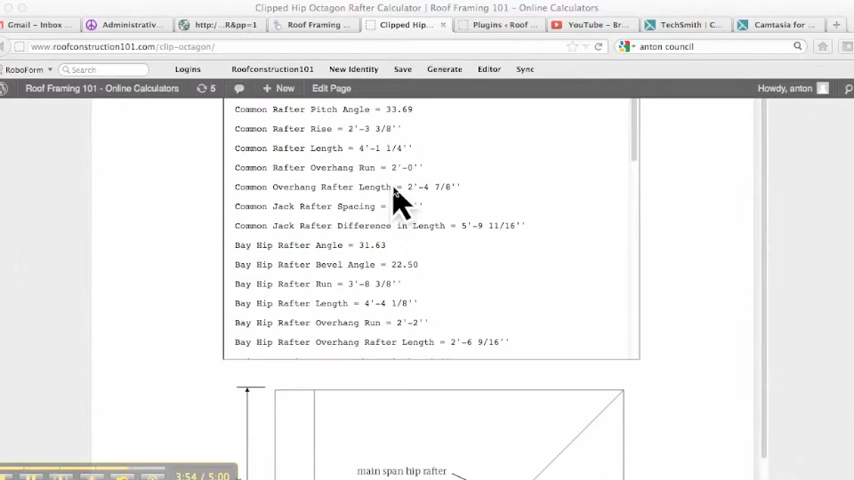 Clipped Hip Octagon Rafter Calculator | Roof Framing 101 - Online Calculators
Gmail - Inbox ... Administrativ... http:/...R&pp=1 Roof Framing ... Clipped Hip... × Plugins ‹ Roof ... YouTube - Br... TechSmith | C... Camtasia for ... +
www.roofconstruction101.com/clip-octagon/ anton council
RoboForm Search Logins Roofconstruction101 New Identity Save Generate Editor Sync
Roof Framing 101 - Online Calculators 5 + New Edit Page Howdy, anton
Common Rafter Pitch Angle = 33.69
Common Rafter Rise = 2'-3 3/8''
Common Rafter Length = 4'-1 1/4''
Common Rafter Overhang Run = 2'-0''
Common Overhang Rafter Length = 2'-4 7/8''
Common Jack Rafter Spacing =
Common Jack Rafter Difference in Length = 5'-9 11/16''
Bay Hip Rafter Angle = 31.63
Bay Hip Rafter Bevel Angle = 22.50
Bay Hip Rafter Run = 3'-8 3/8''
Bay Hip Rafter Length = 4'-4 1/8''
Bay Hip Rafter Overhang Run = 2'-2''
Bay Hip Rafter Overhang Rafter Length = 2'-6 9/16''
main span hip rafter
3:54 / 5:00